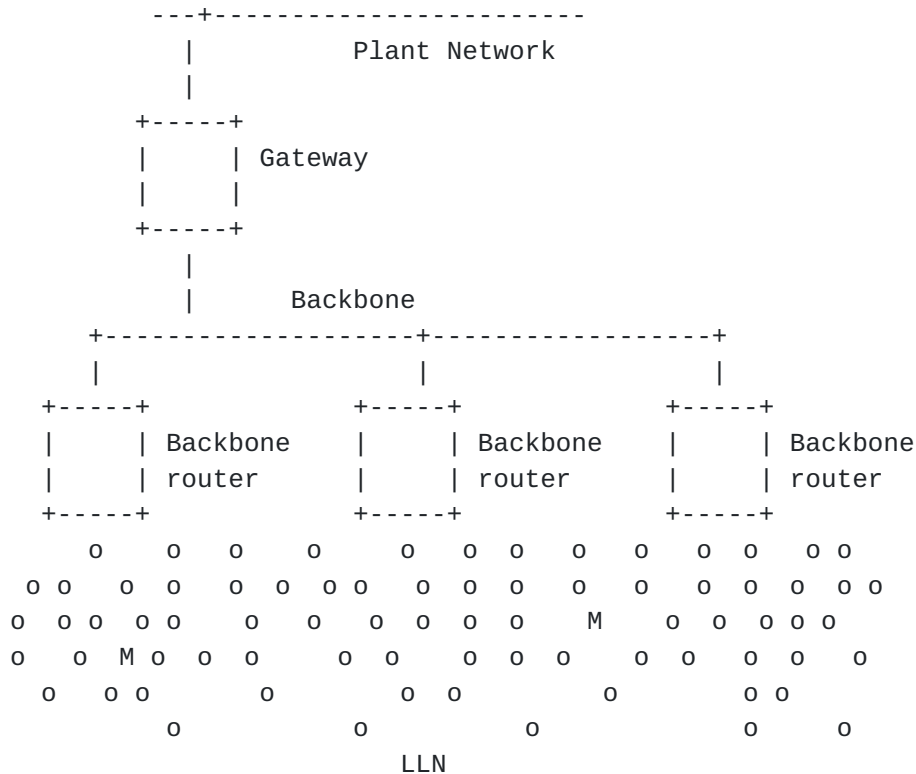 ---+------------------------
|          Plant Network
|
+-----+
|     | Gateway
|     |
+-----+
|
|      Backbone
+--------------------+------------------+
|                    |                  |
+-----+             +-----+             +-----+
|     | Backbone    |     | Backbone    |     | Backbone
|     | router      |     | router      |     | router
+-----+             +-----+             +-----+
o    o   o    o     o   o  o   o   o   o  o   o o
o o   o  o   o  o  o o   o  o  o   o   o  o  o  o o
o  o o  o o    o   o   o  o  o  o    M    o  o  o o o
o   o  M o  o  o     o  o    o  o  o    o  o   o  o   o
o   o o       o        o  o         o        o o
o           o          o             o     o
LLN